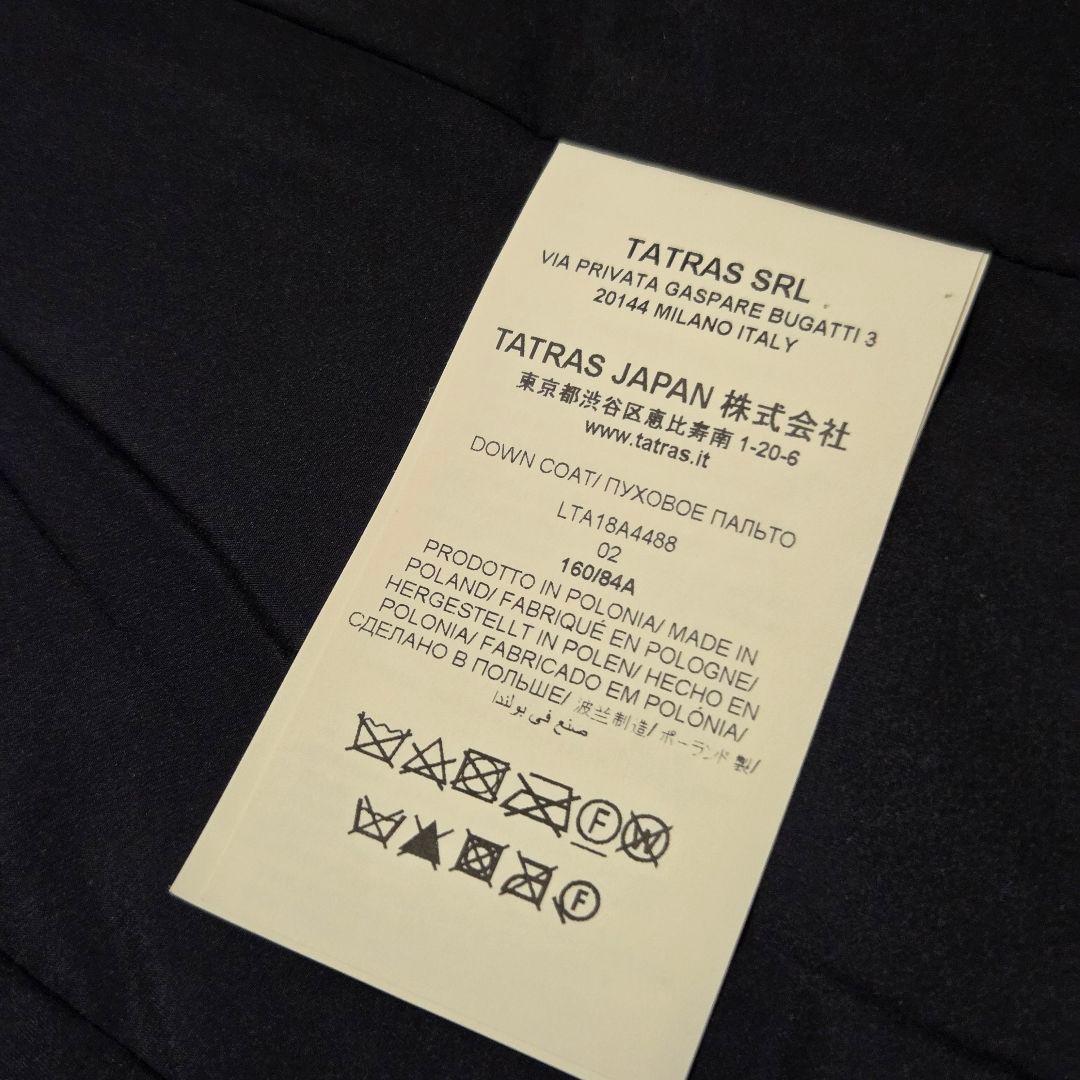 TATRAS SRL
VIA PRIVATA GASPARE BUGATTI 3
20144 MILANO ITALY
TATRAS JAPAN 株式会社
東京都渋谷区恵比寿南 1-20-6
www.tatras.it
DOWN COAT/ ПУХОВОЕ ПАЛЬТО
LTA18A4488
02
160/84A
PRODOTTO IN POLONIA/ MADE IN
POLAND/ FABRIQUÉ EN POLOGNE/
HERGESTELLT IN POLEN/ HECHO EN
POLONIA/ FABRICADO EM POLÓNIA/
СДЕЛАНО В ПОЛЬШЕ/ 波兰制造/ ポーランド 製/
صنع في بولندا
F W
F